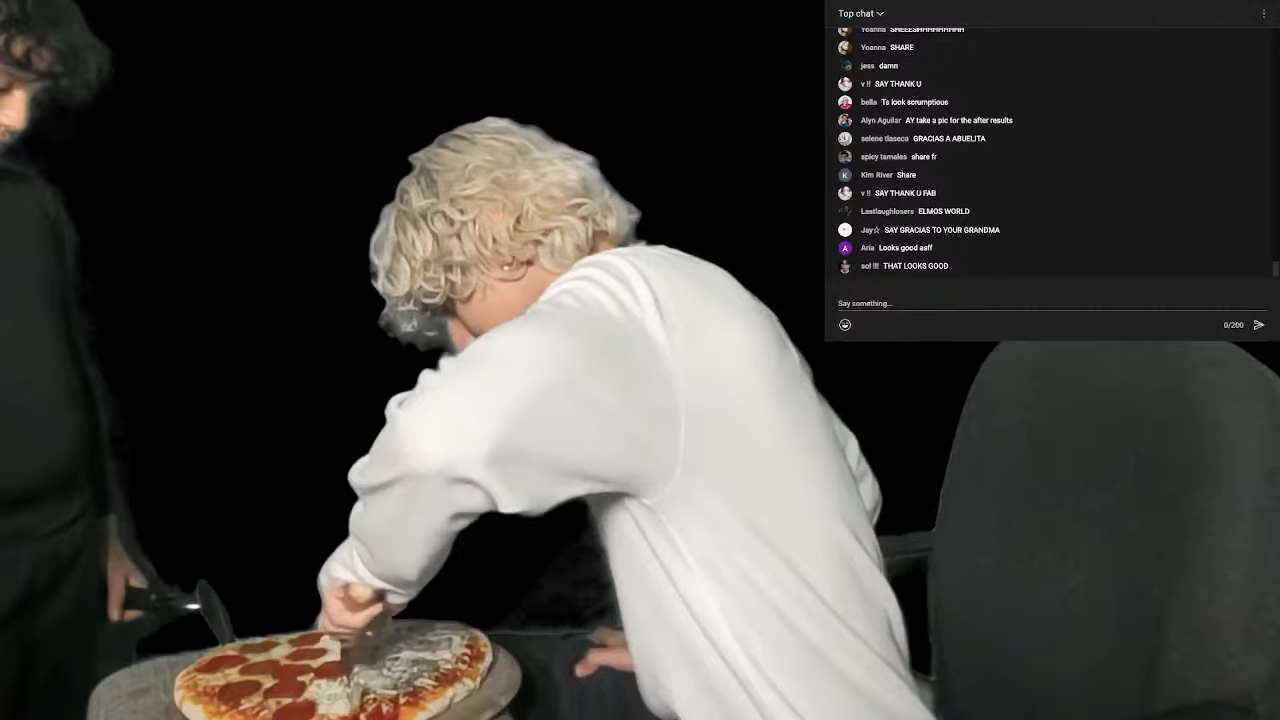 Top chat
Yoanna SHEEESHHHHHHHHH
Yoanna SHARE
jess damn
v !! SAY THANK U
bella Ts look scrumptious
Alyn Aguilar AY take a pic for the after results
selene tlaseca GRACIAS A ABUELITA
spicy tamales share fr
K Kim River Share
v !! SAY THANK U FAB
Lastlaughlosers ELMOS WORLD
Jay☆ SAY GRACIAS TO YOUR GRANDMA
A Aria Looks good asff
sol !!! THAT LOOKS GOOD
Say something...
0/200